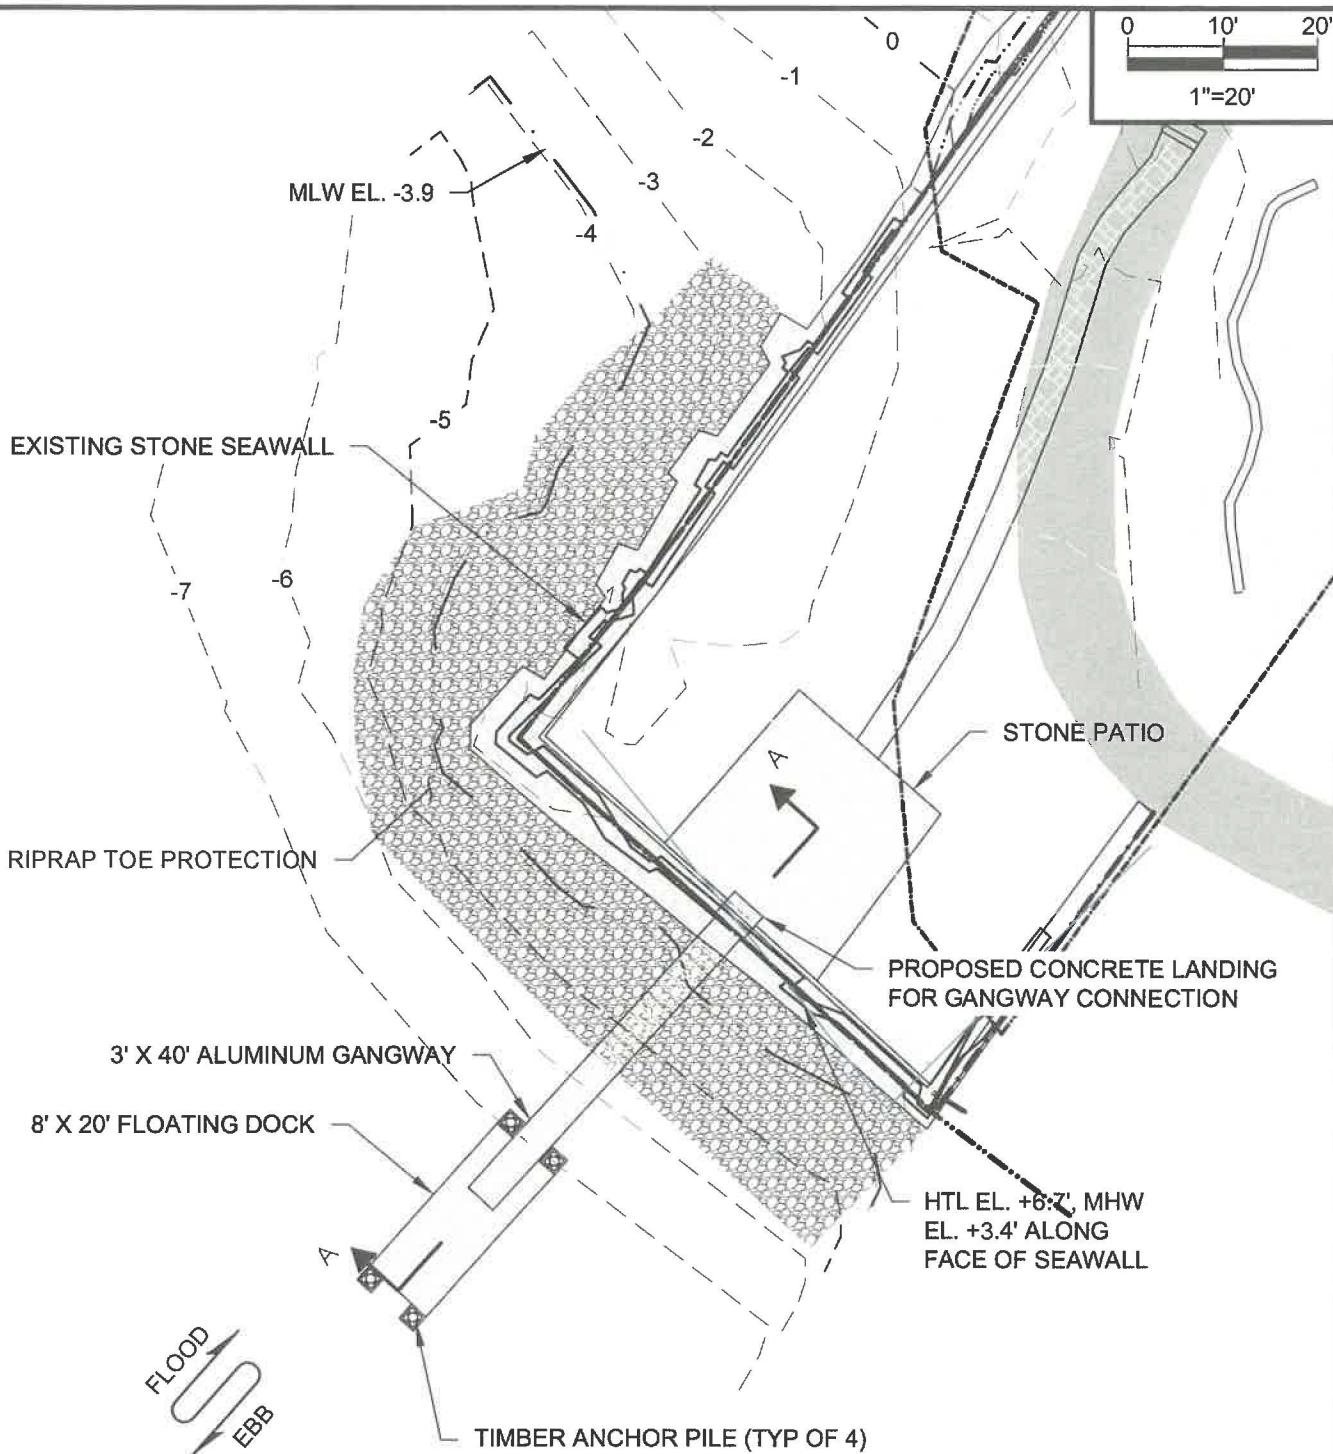 0 10' 20'
1"=20'
0
-1
-2
-3
MLW EL. -3.9
-4
-5
EXISTING STONE SEAWALL
-6
-7
A
STONE PATIO
RIPRAP TOE PROTECTION
PROPOSED CONCRETE LANDING
FOR GANGWAY CONNECTION
3' X 40' ALUMINUM GANGWAY
8' X 20' FLOATING DOCK
HTL EL. +6.7', MHW
EL. +3.4' ALONG
FACE OF SEAWALL
A
FLOOD
EBB
TIMBER ANCHOR PILE (TYP OF 4)